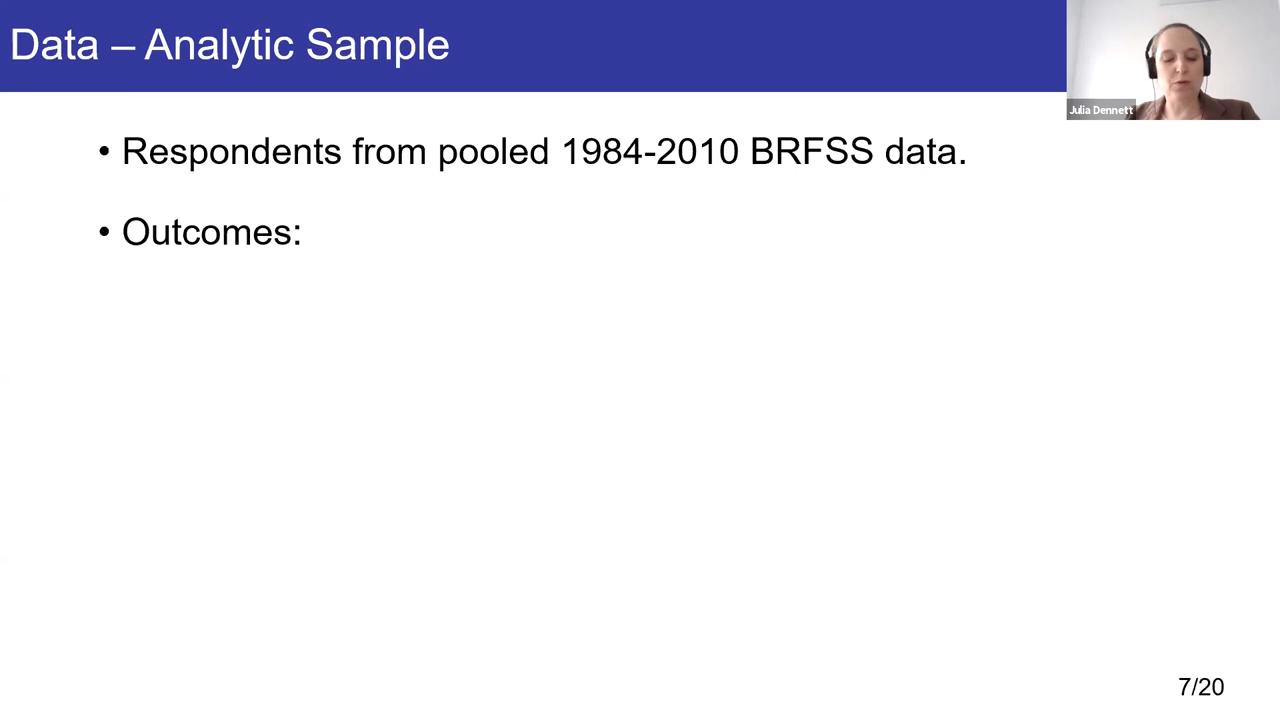 Data – Analytic Sample
Julia Dennett
• Respondents from pooled 1984-2010 BRFSS data.
• Outcomes:
7/20